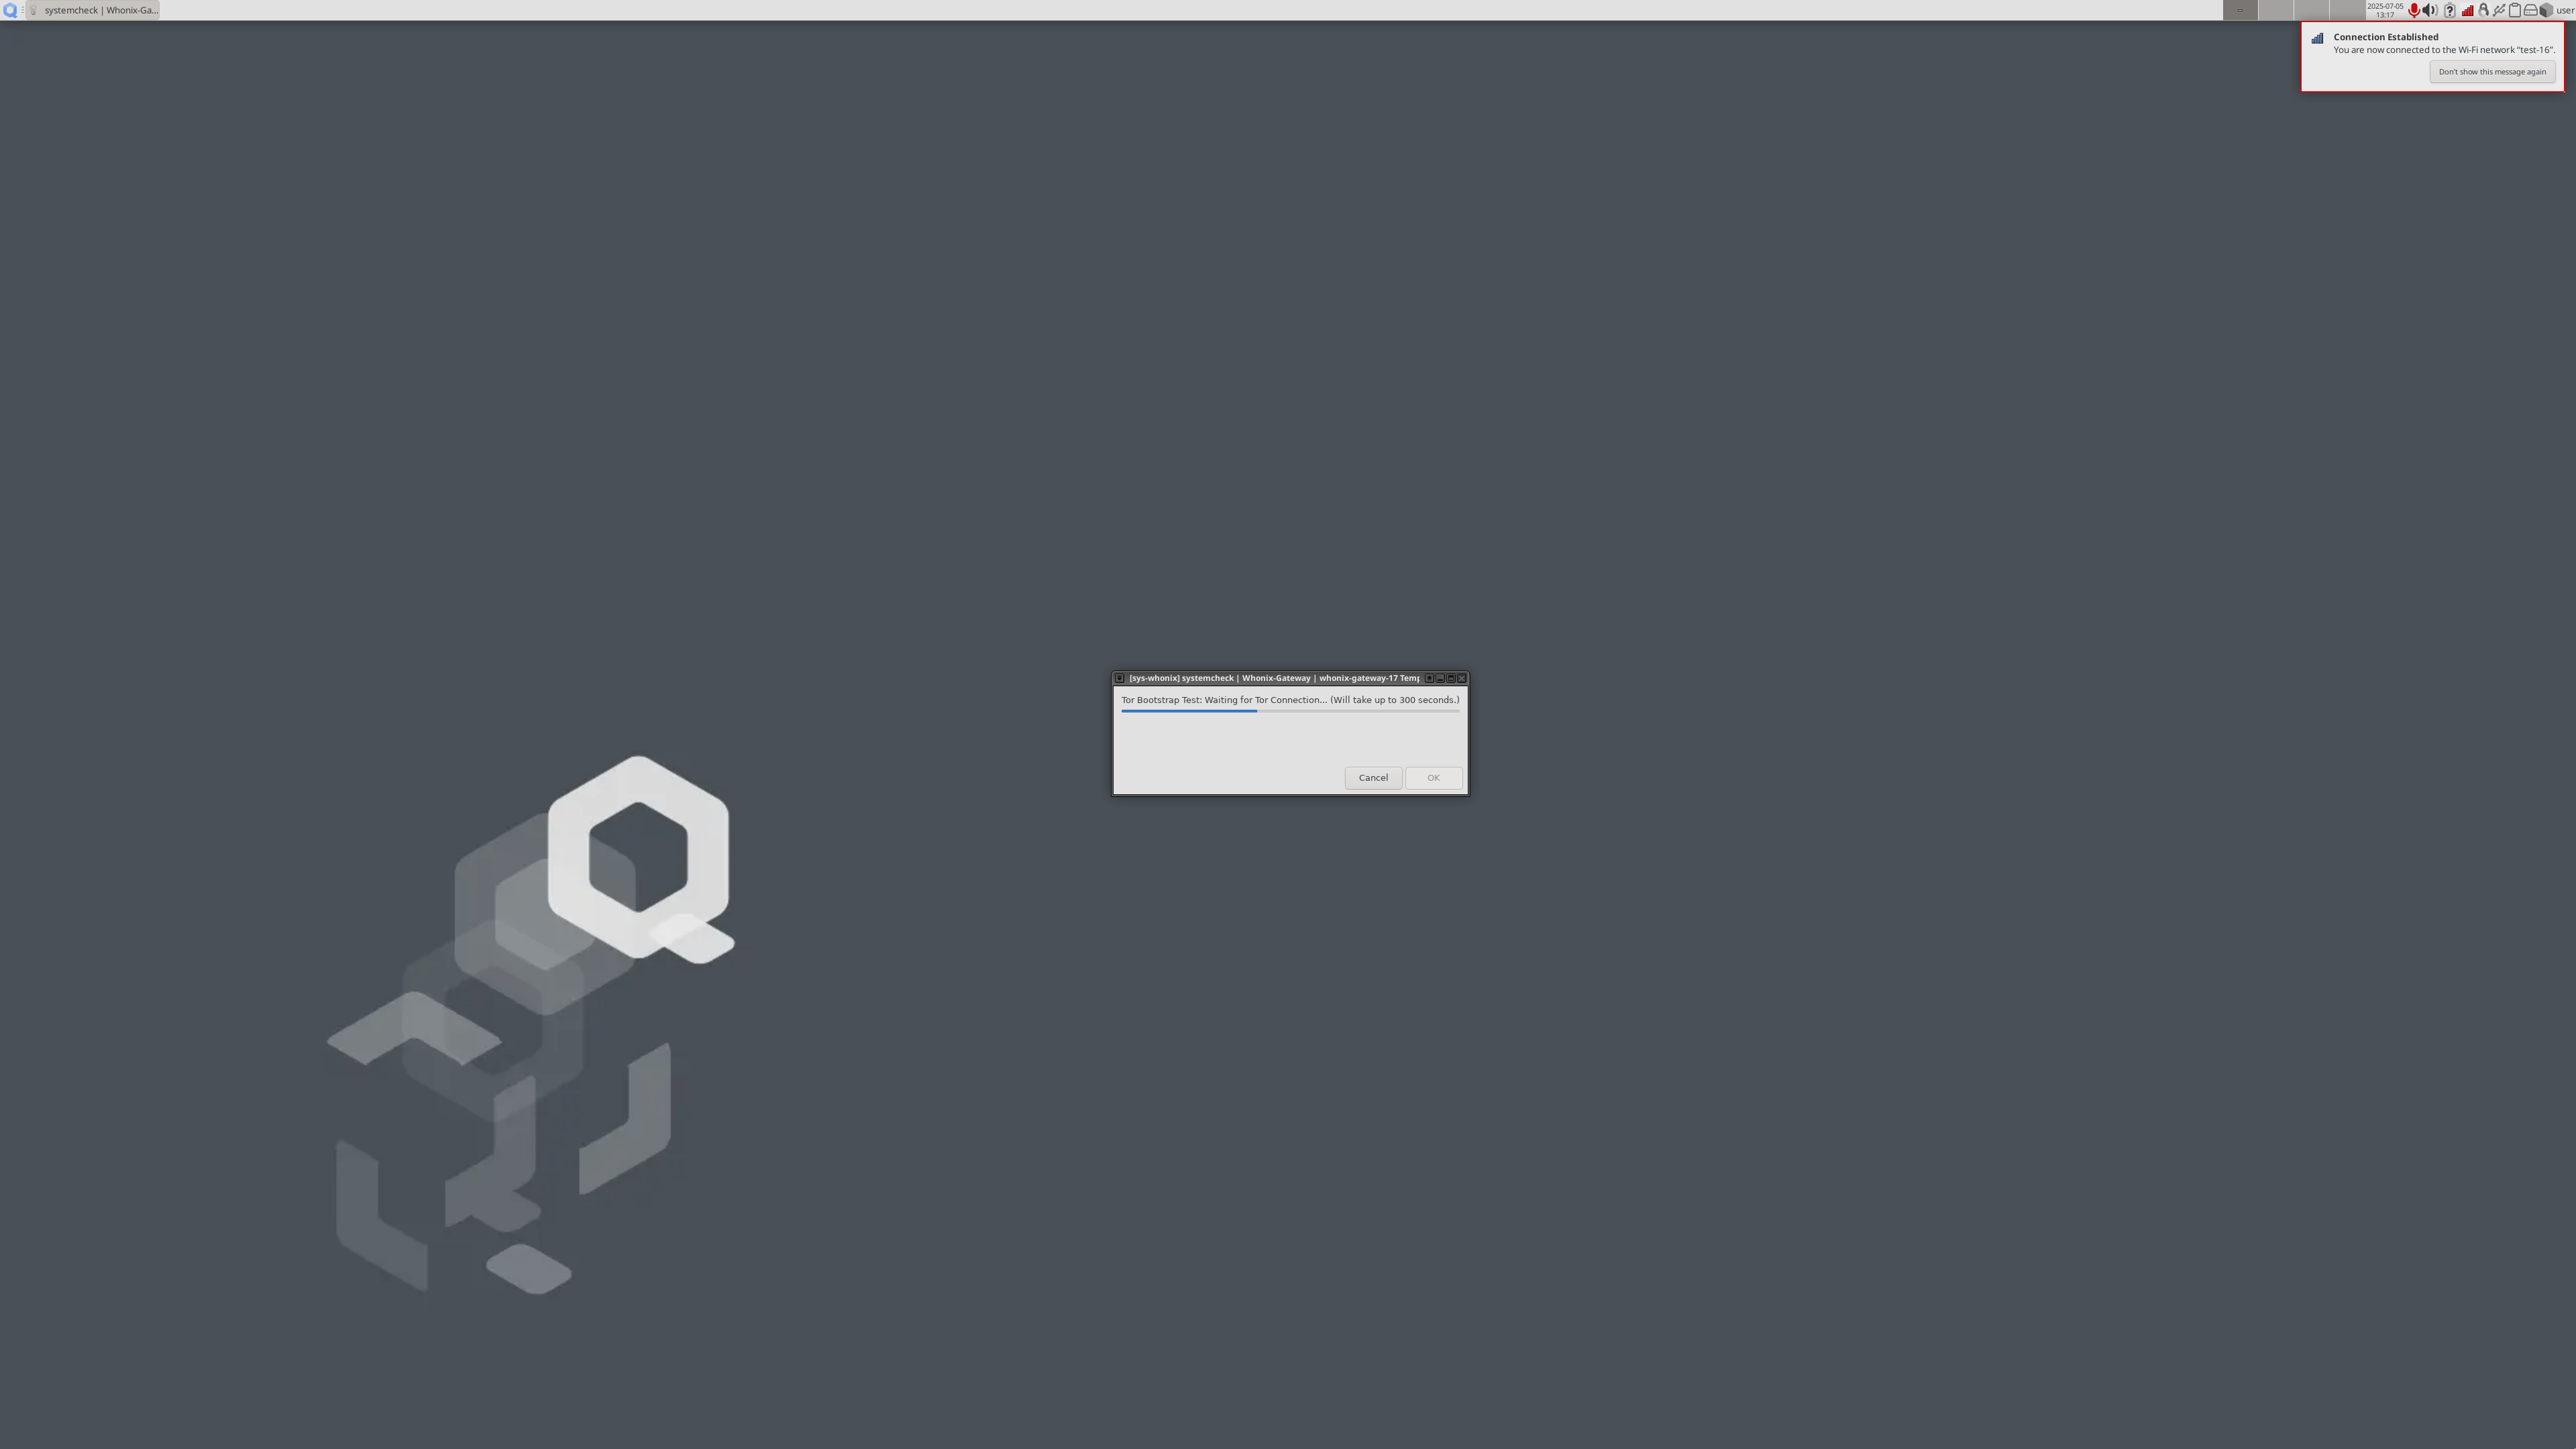 systemcheck | Whonix-Ga...
2025-07-05
13:17
user
Connection Established
You are now connected to the Wi-Fi network “test-16”.
Don't show this message again
[sys-whonix] systemcheck | Whonix-Gateway | whonix-gateway-17 Temp
Tor Bootstrap Test: Waiting for Tor Connection... (Will take up to 300 seconds.)
Cancel
OK